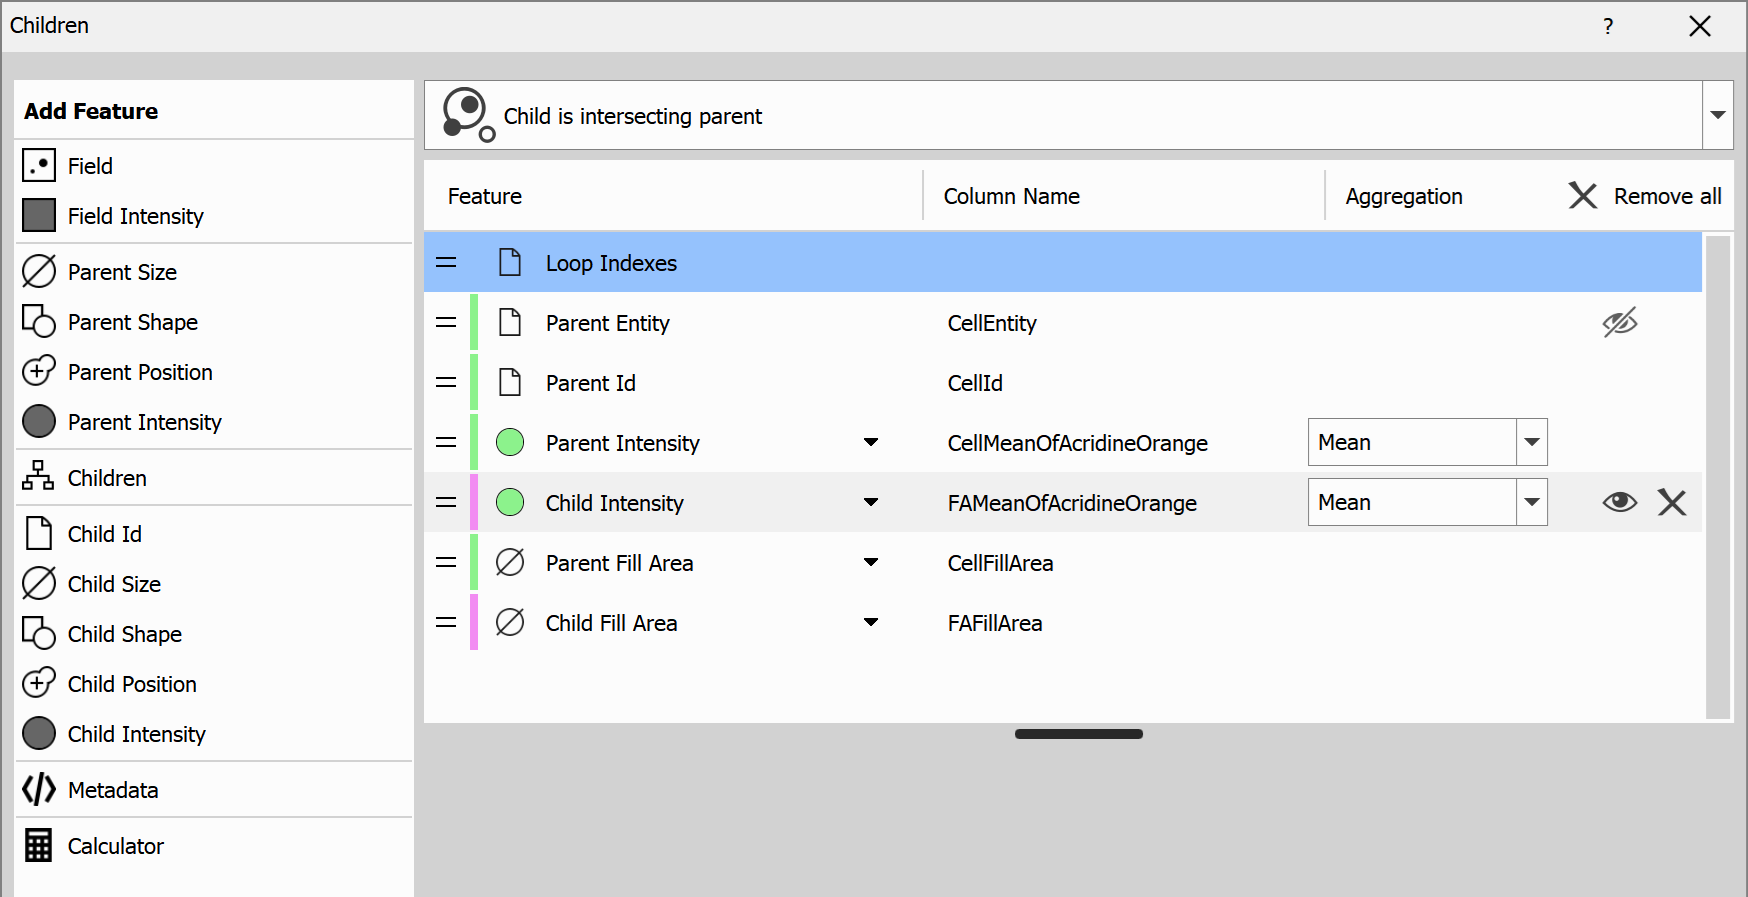 Children
?
Add Feature
Field
Field Intensity
Parent Size
Parent Shape
Parent Position
Parent Intensity
Children
Child Id
Child Size
Child Shape
Child Position
Child Intensity
Metadata
Calculator
Child is intersecting parent
Feature Column Name Aggregation Remove all
Loop Indexes
Parent Entity CellEntity
Parent Id CellId
Parent Intensity CellMeanOfAcridineOrange Mean
Child Intensity FAMeanOfAcridineOrange Mean
Parent Fill Area CellFillArea
Child Fill Area FAFillArea